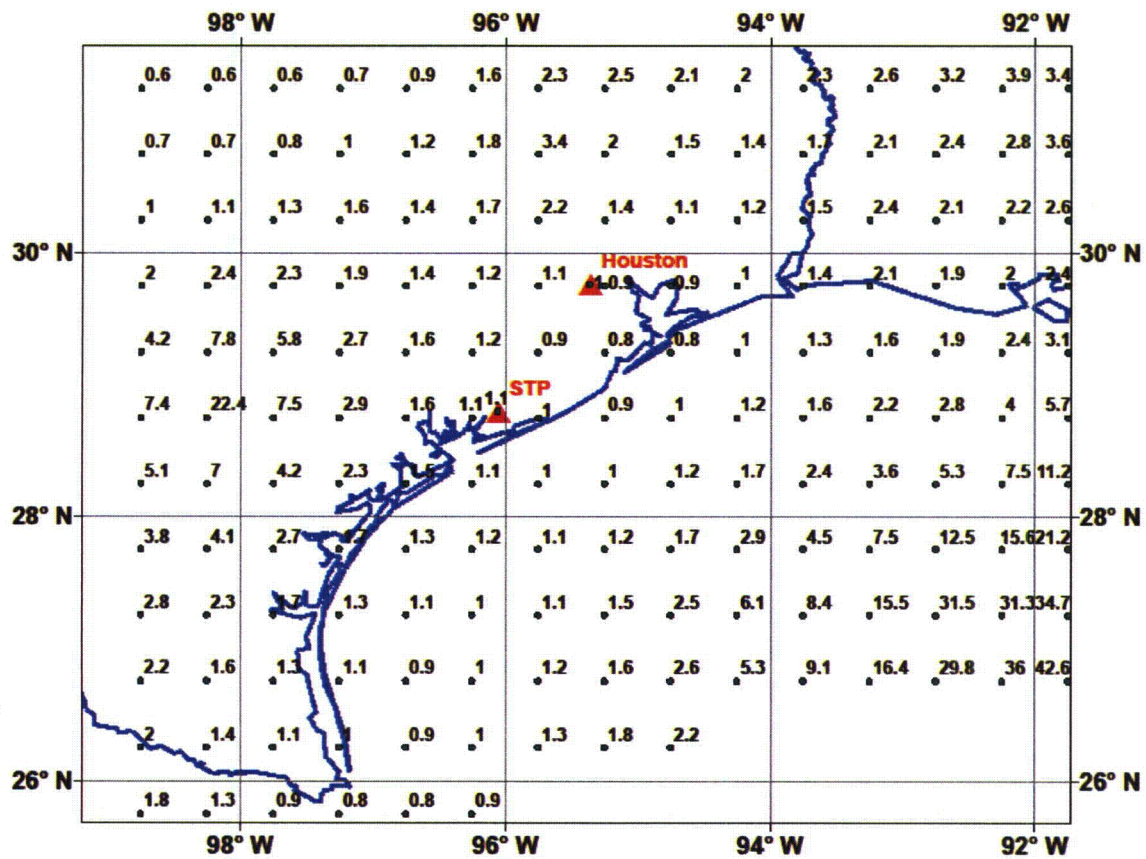 98° W 96° W 94° W 92° W
0.6 0.6 0.6 0.7 0.9 1.6 2.3 2.5 2.1 2 2.3 2.6 3.2 3.9 3.4
0.7 0.7 0.8 1 1.2 1.8 3.4 2 1.5 1.4 2.1 2.4 2.8 3.6
1 1.1 1.3 1.6 1.4 1.7 2.2 1.4 1.1 1.2 1.5 2.4 2.1 2.2 2.6
30° N 30° N
Houston
2 2.4 2.3 1.9 1.4 1.2 1.1 1 0.9 0.9 1 1.4 2.1 1.9 2 2.4
4.2 7.8 5.8 2.7 1.6 1.2 0.9 0.8 0.8 1 1.3 1.6 1.9 2.4 3.1
STP
7.4 22.4 7.5 2.9 1.6 1.1 1.1 1 0.9 1 1.2 1.6 2.2 2.8 4 5.7
5.1 7 4.2 2.3 1.5 1.1 1 1 1.2 1.7 2.4 3.6 5.3 7.5 11.2
28° N 28° N
3.8 4.1 2.7 1.7 1.3 1.2 1.1 1.2 1.7 2.9 4.5 7.5 12.5 15.6 21.2
2.8 2.3 1.7 1.3 1.1 1 1.1 1.5 2.5 6.1 8.4 15.5 31.5 31.3 34.7
2.2 1.6 1.3 1.1 0.9 1 1.2 1.6 2.6 5.3 9.1 16.4 29.8 36 42.6
2 1.4 1.1 1 0.9 1 1.3 1.8 2.2
26° N 26° N
1.8 1.3 0.9 0.8 0.8 0.9
98° W 96° W 94° W 92° W